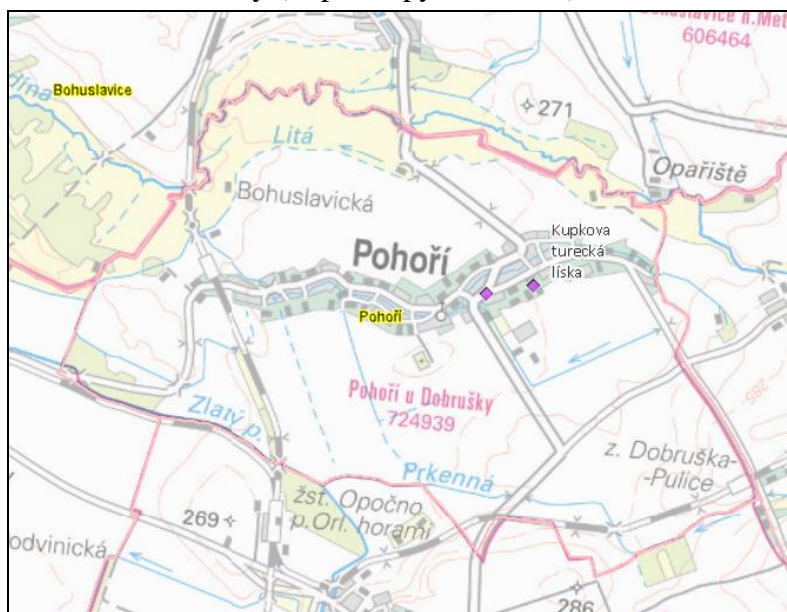 Bohuslavice n.Met
606464
dina
Bohuslavice
271
Litá
Opařiště
Bohuslavická
Kupkova
turecká
líska
Pohoří
Pohoří
Pohoří u Dobrušky
724939
Zlatý p.
285
z. Dobruška-
-Pulice
Prkenná
žst. Opočno
p.Orl. horami
269
odvinická
286